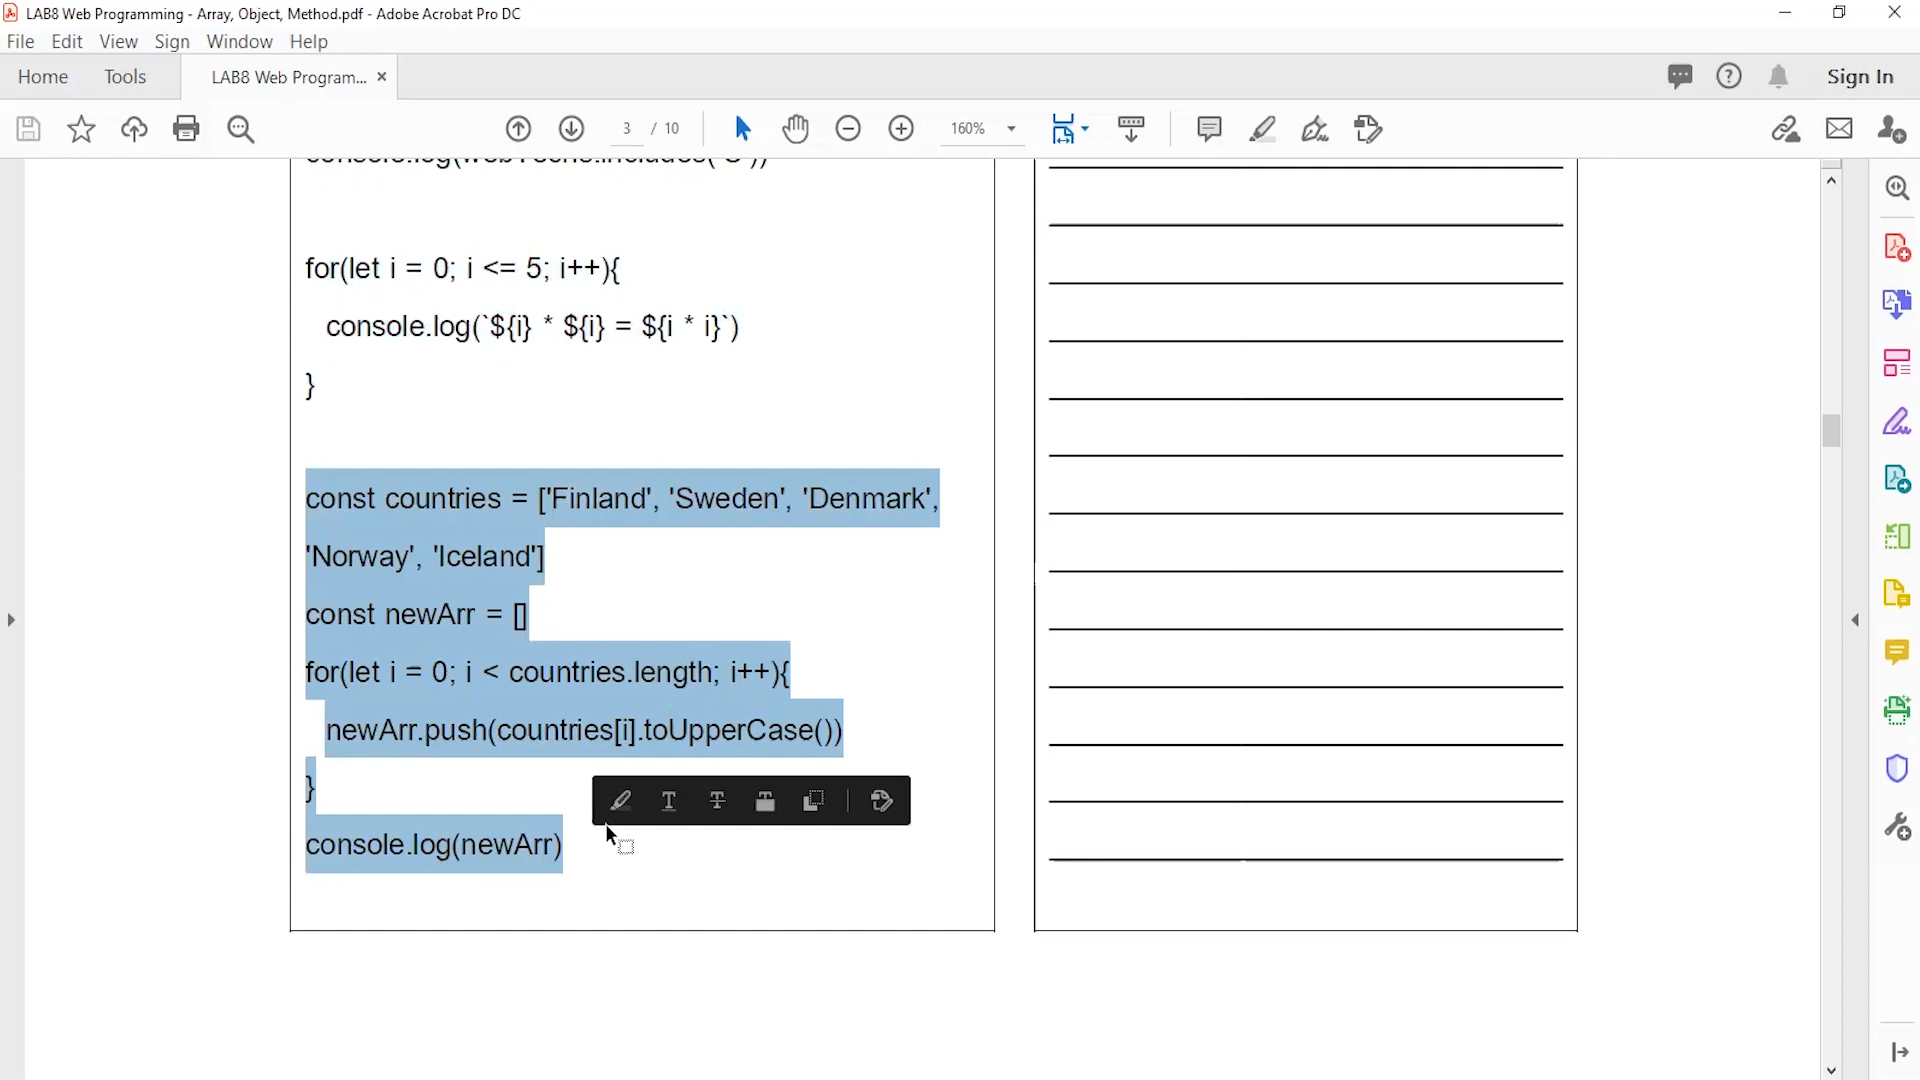 LAB8 Web Programming - Array, Object, Method.pdf - Adobe Acrobat Pro DC
File Edit View Sign Window Help
Home Tools LAB8 Web Program... × Sign In
3 / 10 160%
for(let i = 0; i <= 5; i++){
console.log(`${i} * ${i} = ${i * i}`)
}
const countries = ['Finland', 'Sweden', 'Denmark',
'Norway', 'Iceland']
const newArr = []
for(let i = 0; i < countries.length; i++){
newArr.push(countries[i].toUpperCase())
}
console.log(newArr)